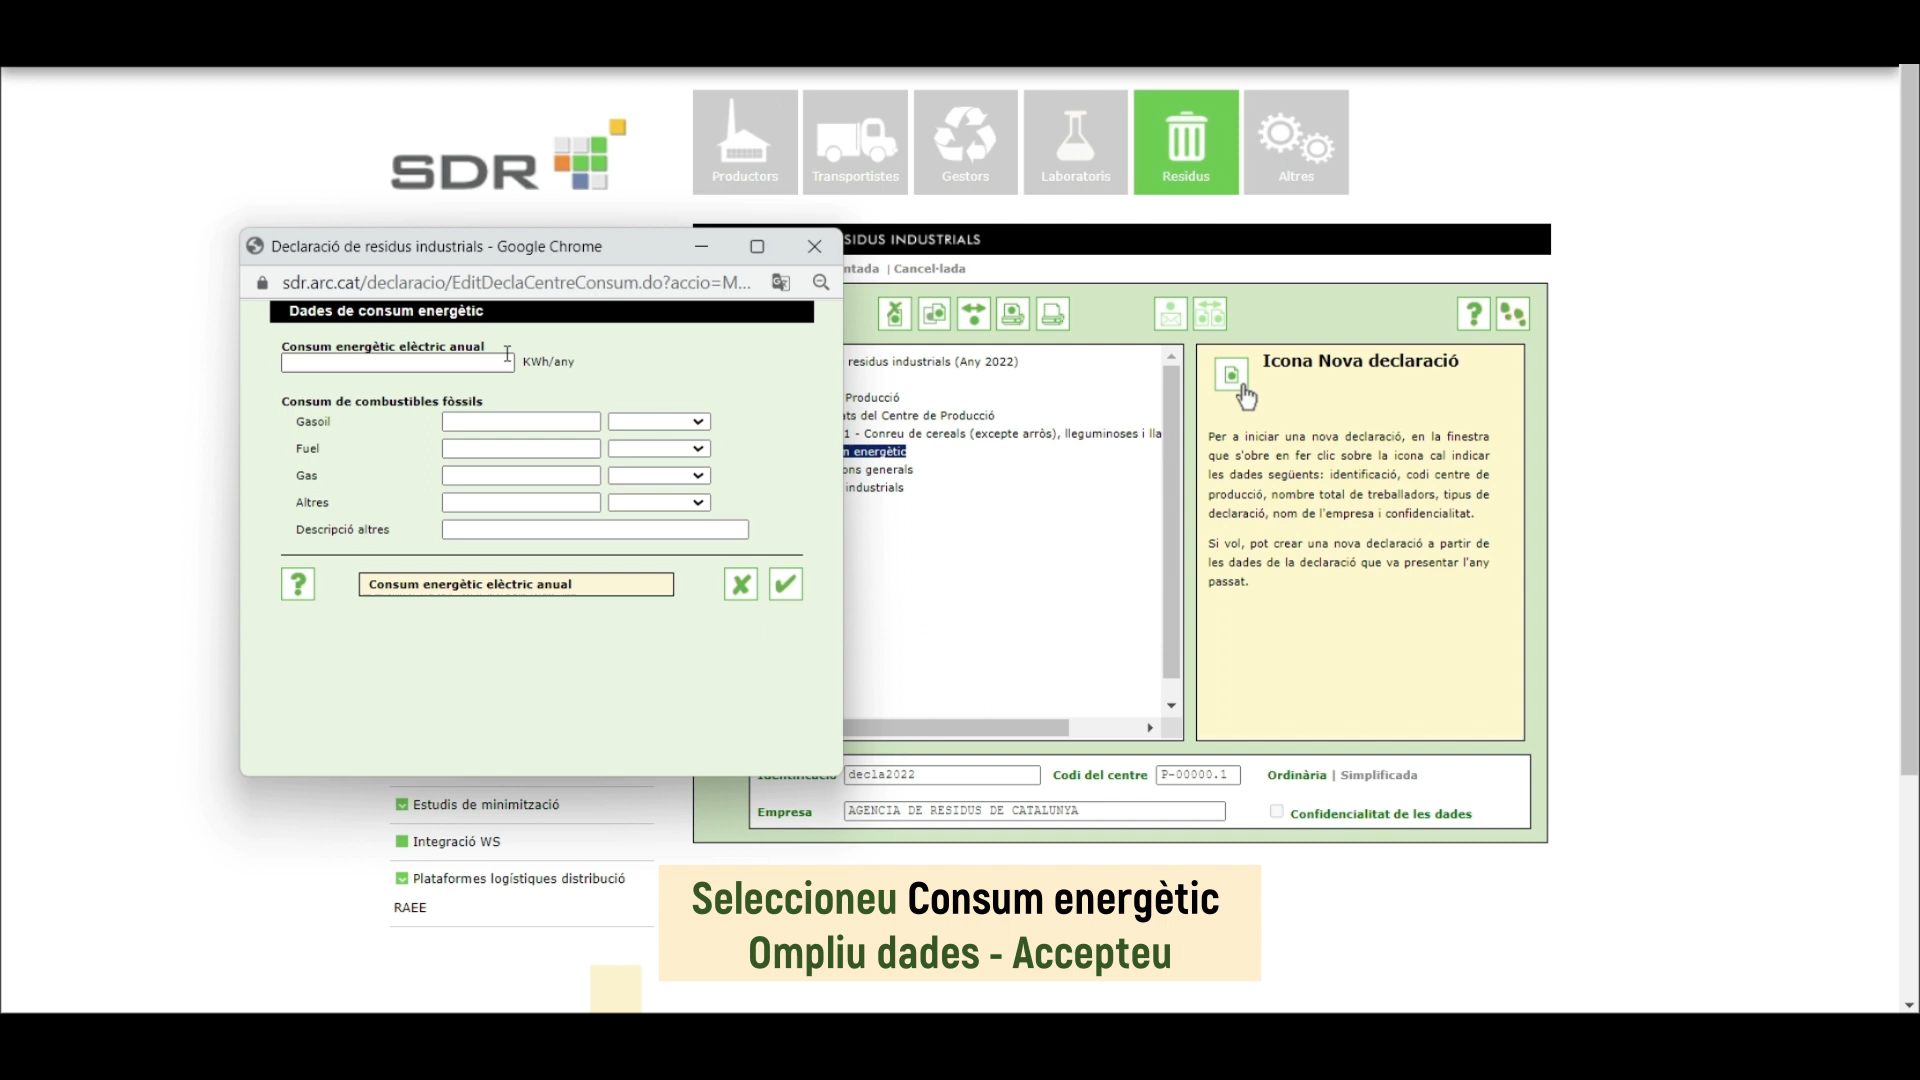 SDR
Productors
Transportistes
Gestors
Laboratoris
Residus
Altres
SIDUS INDUSTRIALS
ntada | Cancel·lada
Declaració de residus industrials - Google Chrome
sdr.arc.cat/declaracio/EditDeclaCentreConsum.do?accio=M...
Dades de consum energètic
Consum energètic elèctric anual
KWh/any
Consum de combustibles fòssils
Gasoil
Fuel
Gas
Altres
Descripció altres
? Consum energètic elèctric anual
?
residus industrials (Any 2022)
Producció
ats del Centre de Producció
1 - Conreu de cereals (excepte arròs), lleguminoses i lla
n energètic
ons generals
industrials
Icona Nova declaració
Per a iniciar una nova declaració, en la finestra
que s'obre en fer clic sobre la icona cal indicar
les dades següents: identificació, codi centre de
producció, nombre total de treballadors, tipus de
declaració, nom de l'empresa i confidencialitat.
Si vol, pot crear una nova declaració a partir de
les dades de la declaració que va presentar l'any
passat.
decla2022 Codi del centre P-00000.1 Ordinària | Simplificada
Empresa AGENCIA DE RESIDUS DE CATALUNYA Confidencialitat de les dades
Estudis de minimització
Integració WS
Plataformes logístiques distribució
RAEE
Seleccioneu Consum energètic
Ompliu dades - Accepteu